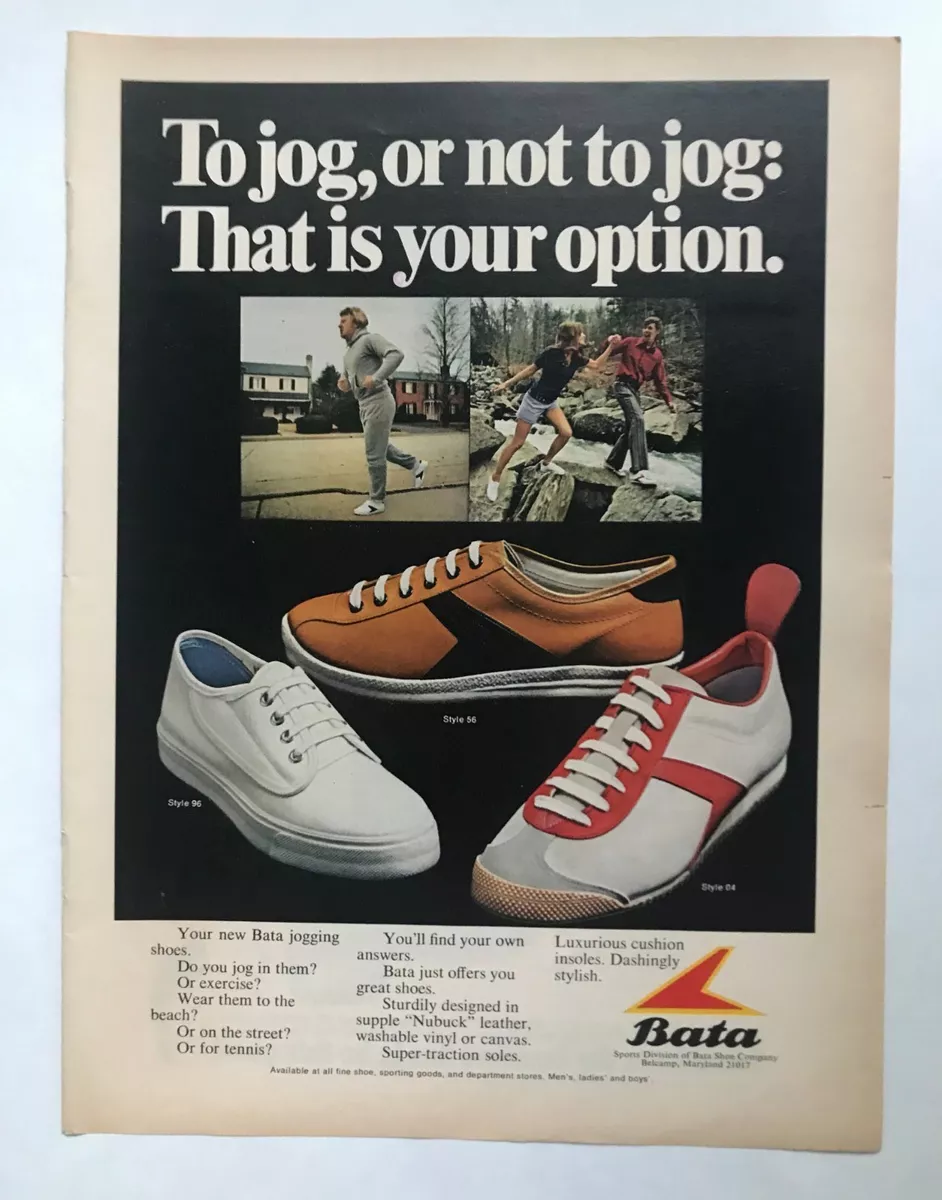 To jog, or not to jog:
That is your option.
Style 56
Style 96
Style 04
Your new Bata jogging
shoes.
Do you jog in them?
Or exercise?
Wear them to the
beach?
Or on the street?
Or for tennis?
You'll find your own
answers.
Bata just offers you
great shoes.
Sturdily designed in
supple "Nubuck" leather,
washable vinyl or canvas.
Super-traction soles.
Luxurious cushion
insoles. Dashingly
stylish.
Bata
Sports Division of Bata Shoe Company
Belcamp, Maryland 21017
Available at all fine shoe, sporting goods, and department stores. Men's, ladies' and boys'.